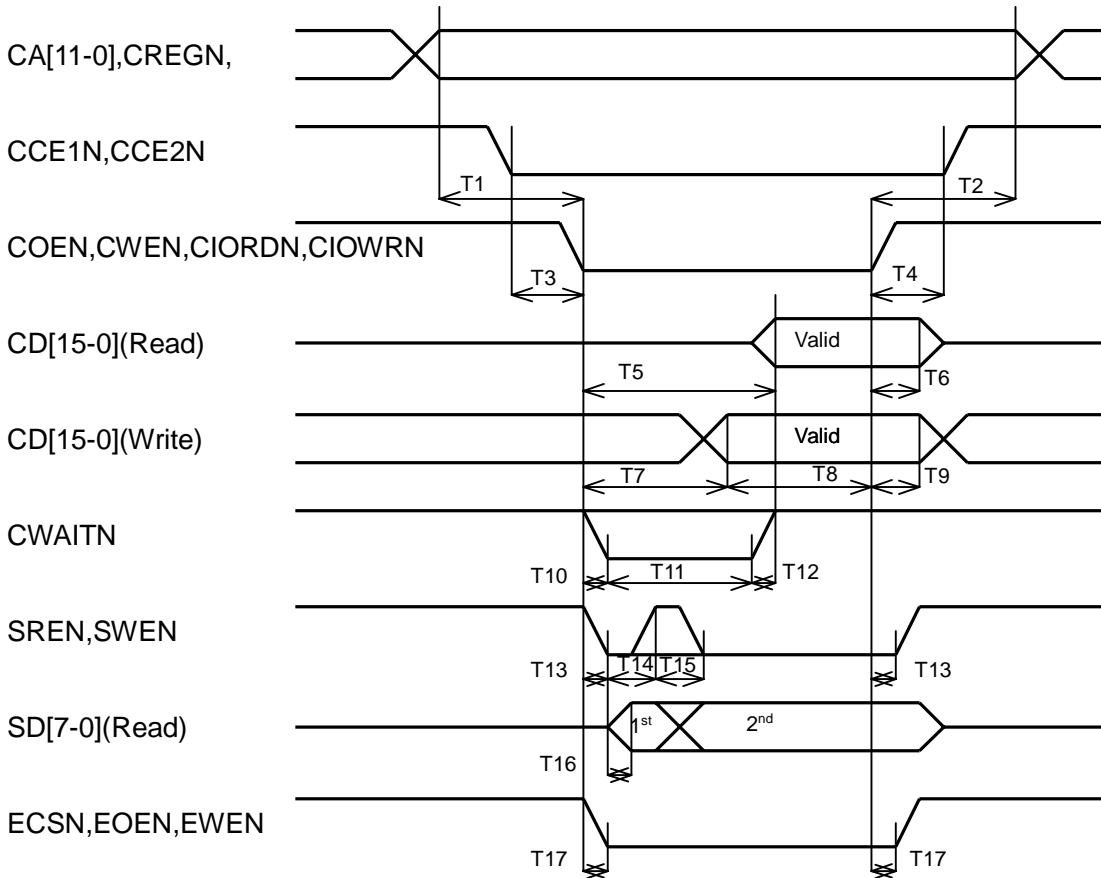 CA[11-0],CREGN,
CCE1N,CCE2N
T1
T2
COEN,CWEN,CIORDN,CIOWRN
T3
T4
CD[15-0](Read)
Valid
T5
T6
CD[15-0](Write)
Valid
T7
T8
T9
CWAITN
T10
T11
T12
SREN,SWEN
T13
T14
T15
T13
SD[7-0](Read)
1st
2nd
T16
ECSN,EOEN,EWEN
T17
T17